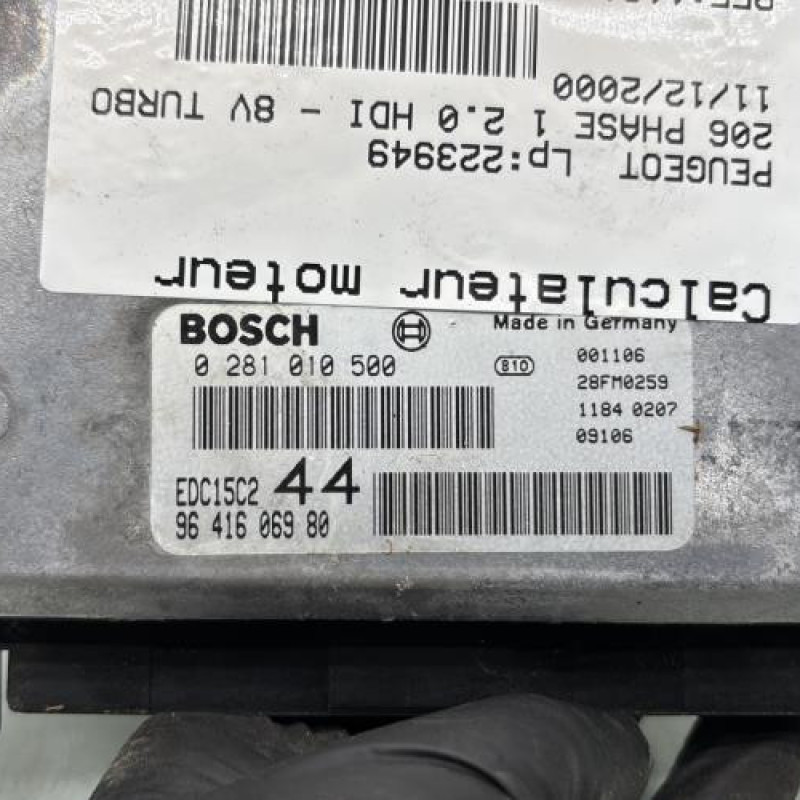 Calculateur moteur
PEUGEOT Lp:223949
206 PHASE 1 2.0 HDI - 8V TURBO
11/12/2000
BOSCH
Made in Germany
0 281 010 500
810
001106
28FM0259
1184 0207
09106
EDC15C2 44
96 416 069 80